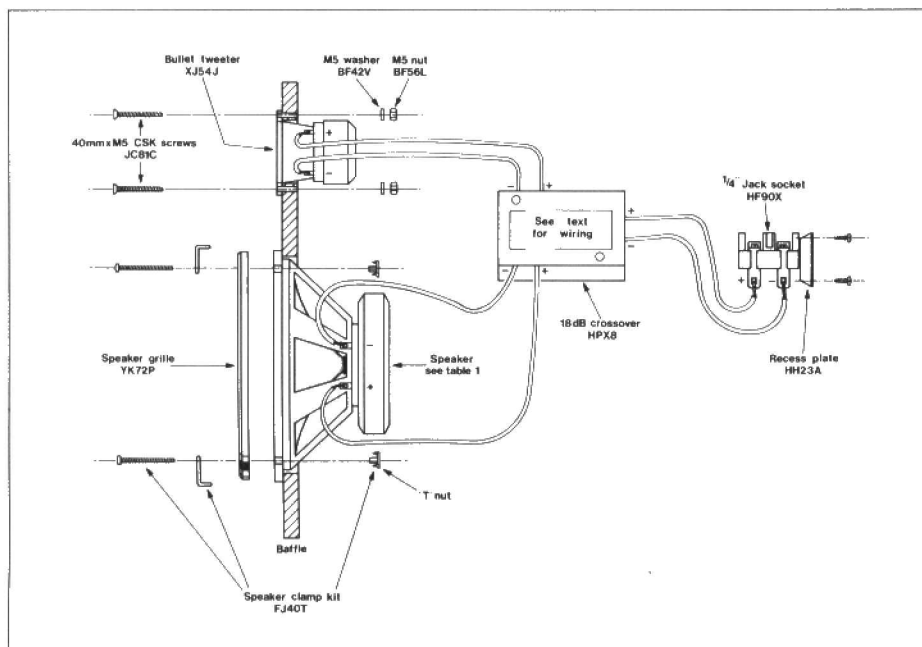 Bullet tweeter
XJ54J
M5 washer
BF42V
M5 nut
BF56L
40mm x M5 CSK screws
JC81C
+
-
-
+
See text
for wiring
+
-
-
+
1/4" Jack socket
HF90X
+
-
18dB crossover
HPX8
Recess plate
HH23A
Speaker grille
YK72P
-
+
Speaker
see table 1
'T' nut
Baffle
Speaker clamp kit
FJ40T